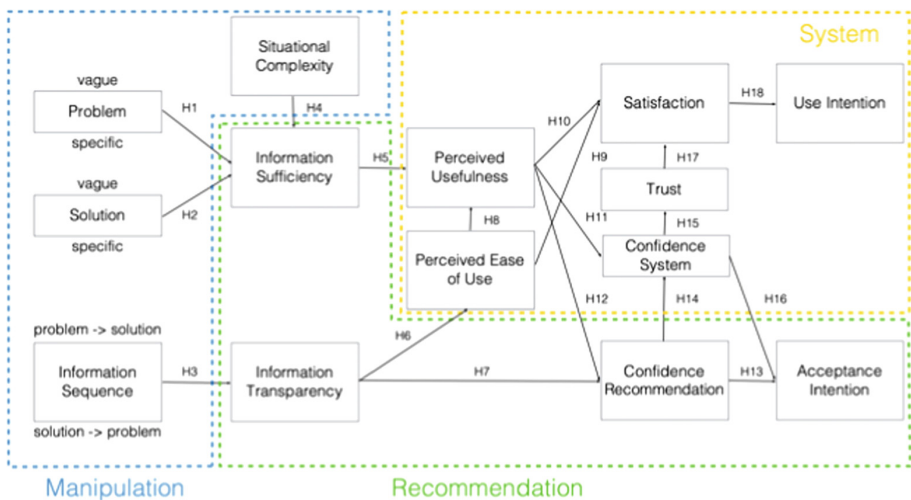 System
Situational
Complexity
vague
Problem
specific
H1
H4
Satisfaction
H18
Use Intention
H10
Information
Sufficiency
H5
Perceived
Usefulness
H9
H17
vague
Solution
specific
H2
Trust
H8
H11
H15
Perceived Ease
of Use
Confidence
System
H12
H14
H16
problem -> solution
Information
Sequence
solution -> problem
H3
H6
Information
Transparency
H7
Confidence
Recommendation
H13
Acceptance
Intention
Manipulation
Recommendation